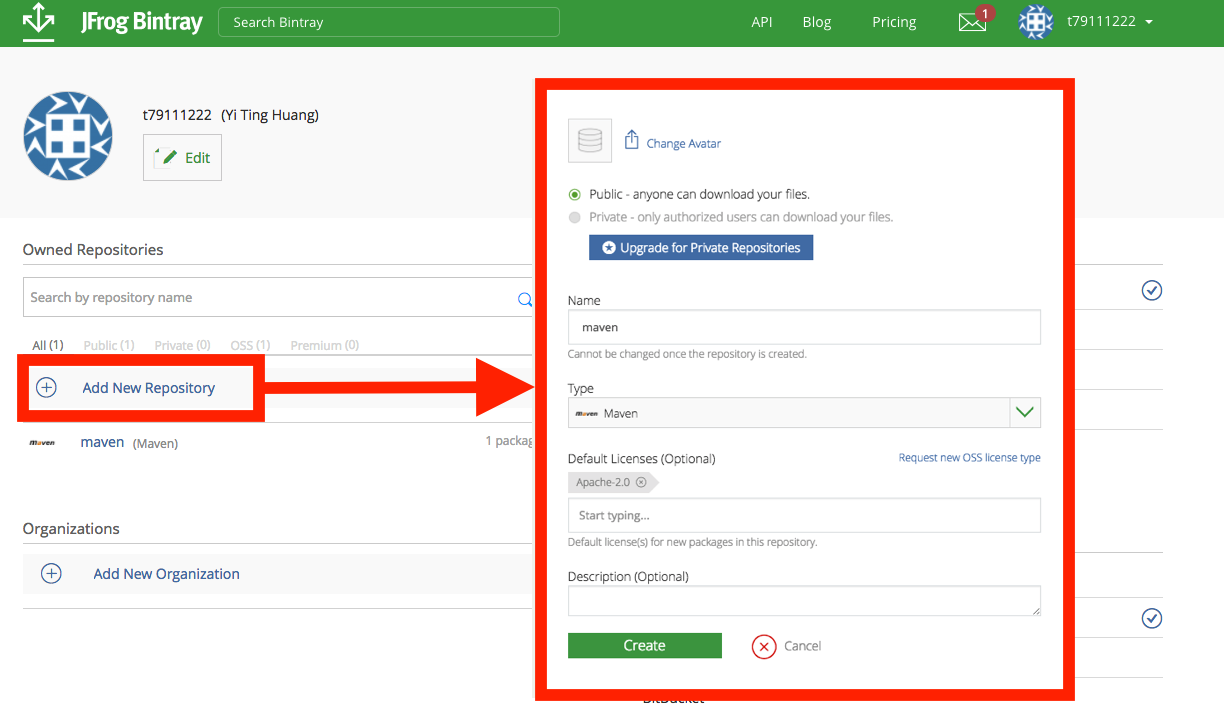 JFrog Bintray
Search Bintray
API
Blog
Pricing
1
t79111222
t79111222 (Yi Ting Huang)
Edit
Owned Repositories
Search by repository name
All (1) Public (1) Private (0) OSS (1) Premium (0)
Add New Repository
maven maven (Maven)
1 packag
Organizations
Add New Organization
Change Avatar
Public - anyone can download your files.
Private - only authorized users can download your files.
Upgrade for Private Repositories
Name
maven
Cannot be changed once the repository is created.
Type
maven Maven
Default Licenses (Optional)
Request new OSS license type
Apache-2.0
Start typing...
Default license(s) for new packages in this repository.
Description (Optional)
Create
Cancel